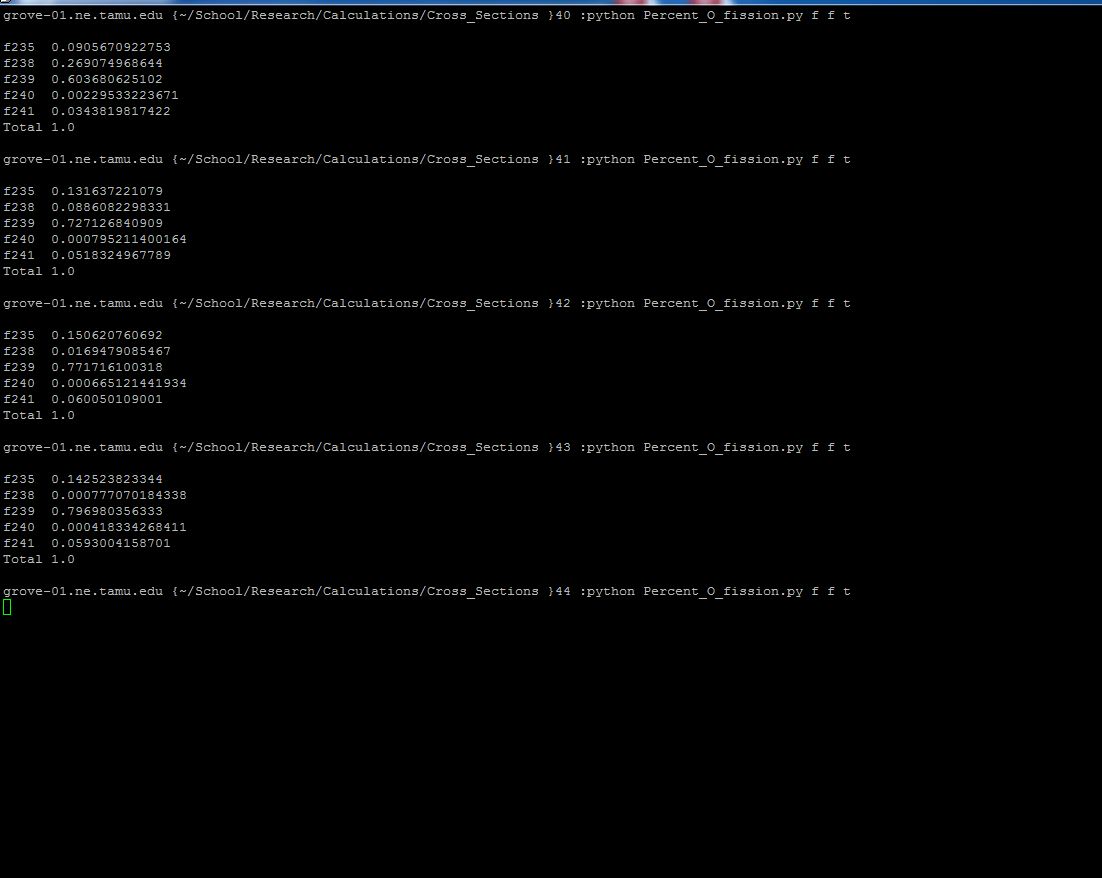 grove-01.ne.tamu.edu {~/School/Research/Calculations/Cross_Sections }40 :python Percent_O_fission.py f f t
f235 0.0905670922753
f238 0.269074968644
f239 0.603680625102
f240 0.00229533223671
f241 0.0343819817422
Total 1.0
grove-01.ne.tamu.edu {~/School/Research/Calculations/Cross_Sections }41 :python Percent_O_fission.py f f t
f235 0.131637221079
f238 0.0886082298331
f239 0.727126840909
f240 0.000795211400164
f241 0.0518324967789
Total 1.0
grove-01.ne.tamu.edu {~/School/Research/Calculations/Cross_Sections }42 :python Percent_O_fission.py f f t
f235 0.150620760692
f238 0.0169479085467
f239 0.771716100318
f240 0.000665121441934
f241 0.060050109001
Total 1.0
grove-01.ne.tamu.edu {~/School/Research/Calculations/Cross_Sections }43 :python Percent_O_fission.py f f t
f235 0.142523823344
f238 0.000777070184338
f239 0.796980356333
f240 0.000418334268411
f241 0.0593004158701
Total 1.0
grove-01.ne.tamu.edu {~/School/Research/Calculations/Cross_Sections }44 :python Percent_O_fission.py f f t